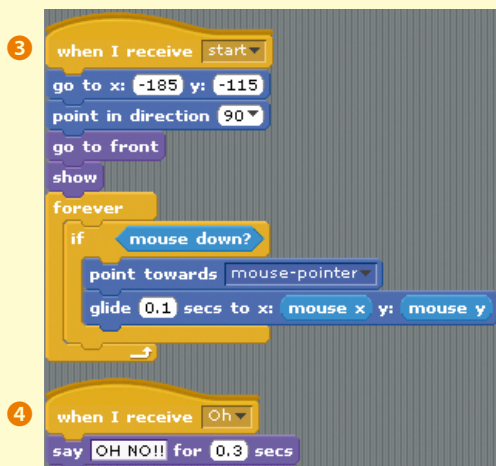 3
when I receive start
go to x: -185 y: -115
point in direction 90
go to front
show
forever
if mouse down?
point towards mouse-pointer
glide 0.1 secs to x: mouse x y: mouse y
4
when I receive Oh
say OH NO!! for 0.3 secs